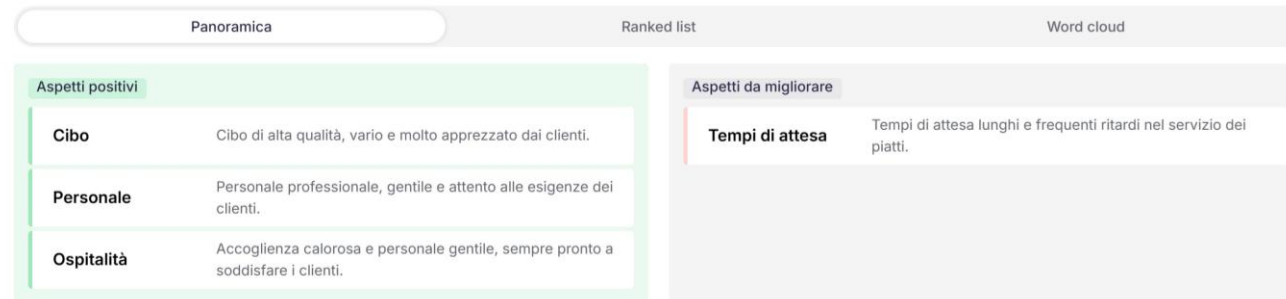 Panoramica
Ranked list
Word cloud
Aspetti positivi
Cibo
Cibo di alta qualità, vario e molto apprezzato dai clienti.
Personale
Personale professionale, gentile e attento alle esigenze dei
clienti.
Ospitalità
Accoglienza calorosa e personale gentile, sempre pronto a
soddisfare i clienti.
Aspetti da migliorare
Tempi di attesa
Tempi di attesa lunghi e frequenti ritardi nel servizio dei
piatti.